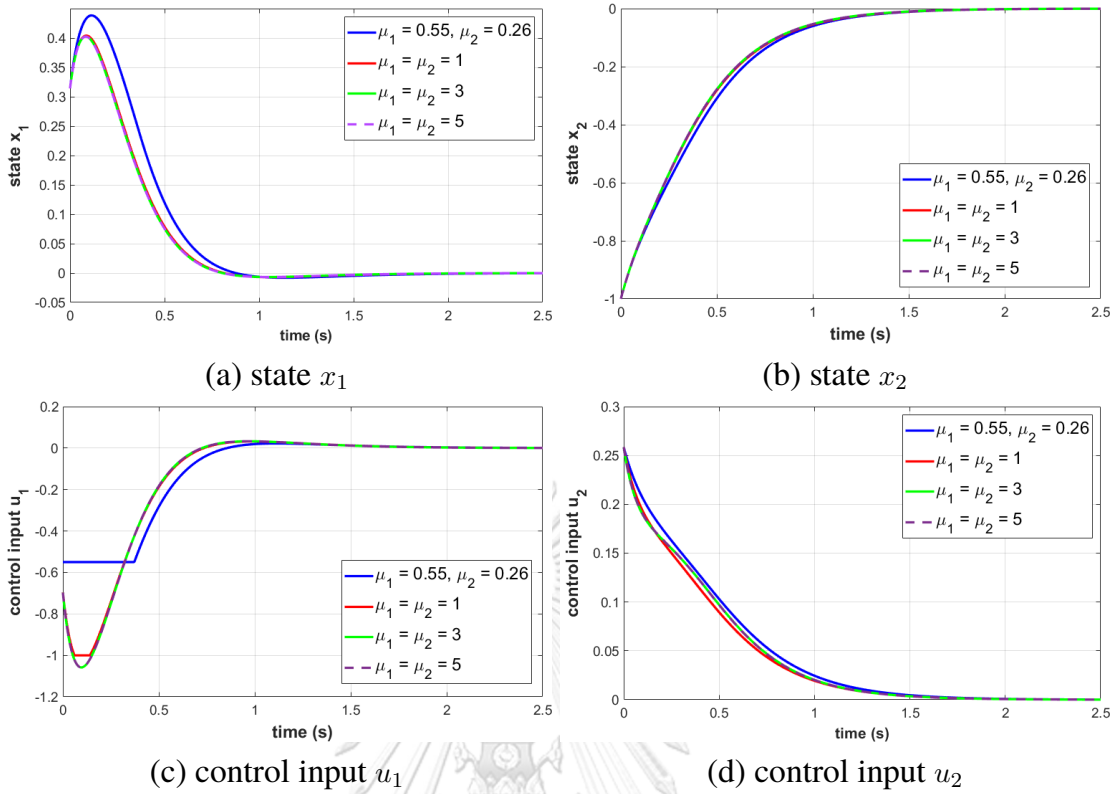 0.4
0.35
0.3
0.25
0.2
0.15
0.1
0.05
0
-0.05
state x₁
μ₁ = 0.55, μ₂ = 0.26
μ₁ = μ₂ = 1
μ₁ = μ₂ = 3
μ₁ = μ₂ = 5
0 0.5 1 1.5 2 2.5
time (s)
(a) state x₁
0
-0.2
-0.4
-0.6
-0.8
-1
state x₂
μ₁ = 0.55, μ₂ = 0.26
μ₁ = μ₂ = 1
μ₁ = μ₂ = 3
μ₁ = μ₂ = 5
0 0.5 1 1.5 2 2.5
time (s)
(b) state x₂
0.2
0
-0.2
-0.4
-0.6
-0.8
-1
-1.2
control input u₁
μ₁ = 0.55, μ₂ = 0.26
μ₁ = μ₂ = 1
μ₁ = μ₂ = 3
μ₁ = μ₂ = 5
0 0.5 1 1.5 2 2.5
time (s)
(c) control input u₁
0.3
0.25
0.2
0.15
0.1
0.05
0
control input u₂
μ₁ = 0.55, μ₂ = 0.26
μ₁ = μ₂ = 1
μ₁ = μ₂ = 3
μ₁ = μ₂ = 5
0 0.5 1 1.5 2 2.5
time (s)
(d) control input u₂